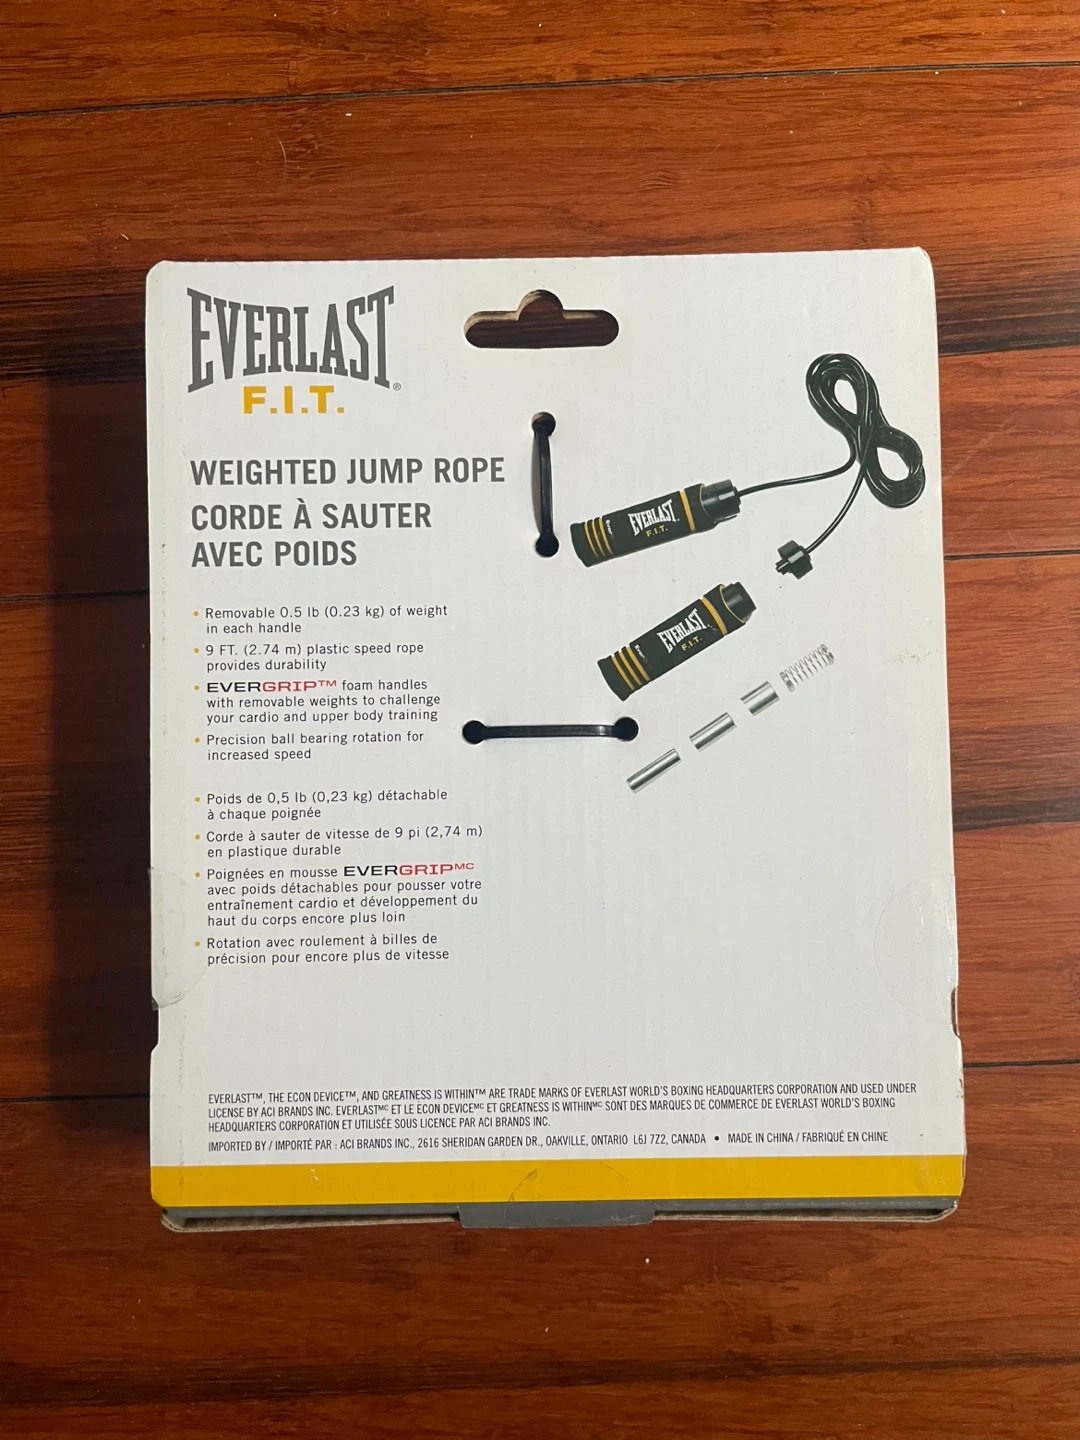 EVERLAST®
F.I.T.
WEIGHTED JUMP ROPE
CORDE À SAUTER
AVEC POIDS
• Removable 0.5 lb (0.23 kg) of weight
in each handle
• 9 FT. (2.74 m) plastic speed rope
provides durability
• EVERGRIP™ foam handles
with removable weights to challenge
your cardio and upper body training
• Precision ball bearing rotation for
increased speed
• Poids de 0,5 lb (0,23 kg) détachable
à chaque poignée
• Corde à sauter de vitesse de 9 pi (2,74 m)
en plastique durable
• Poignées en mousse EVERGRIPMC
avec poids détachables pour pousser votre
entraînement cardio et développement du
haut du corps encore plus loin
• Rotation avec roulement à billes de
précision pour encore plus de vitesse
EVERLAST
F.I.T.
Ever
EVERLAST
F.I.T.
Ever
EVERLAST™, THE ECON DEVICE™, AND GREATNESS IS WITHIN™ ARE TRADE MARKS OF EVERLAST WORLD'S BOXING HEADQUARTERS CORPORATION AND USED UNDER
LICENSE BY ACI BRANDS INC. EVERLASTMC ET LE ECON DEVICEMC ET GREATNESS IS WITHINMC SONT DES MARQUES DE COMMERCE DE EVERLAST WORLD'S BOXING
HEADQUARTERS CORPORATION ET UTILISÉE SOUS LICENCE PAR ACI BRANDS INC.
IMPORTED BY / IMPORTÉ PAR : ACI BRANDS INC., 2616 SHERIDAN GARDEN DR., OAKVILLE, ONTARIO L6J 7Z2, CANADA • MADE IN CHINA / FABRIQUÉ EN CHINE